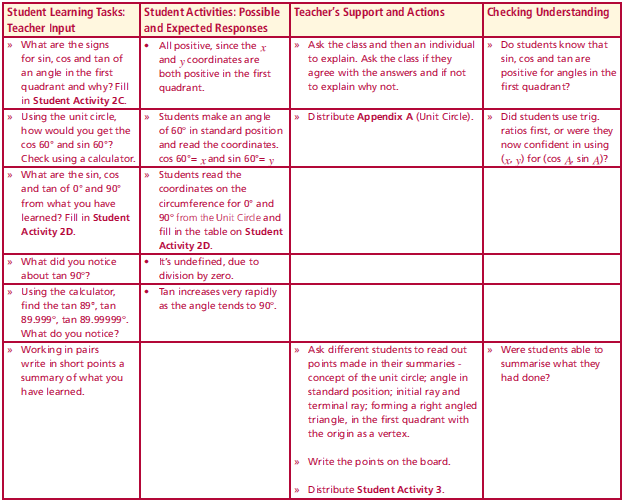 Student Learning Tasks:
Teacher Input
Student Activities: Possible
and Expected Responses
Teacher's Support and Actions
Checking Understanding
» What are the signs
for sin, cos and tan of
an angle in the first
quadrant and why? Fill
in Student Activity 2C.
• All positive, since the x
and y coordinates are
both positive in the first
quadrant.
» Ask the class and then an individual
to explain. Ask the class if they
agree with the answers and if not
to explain why not.
» Do students know that
sin, cos and tan are
positive for angles in the
first quadrant?
» Using the unit circle,
how would you get the
cos 60° and sin 60°?
Check using a calculator.
» Students make an angle
of 60° in standard position
and read the coordinates.
cos 60°= x and sin 60°= y
» Distribute Appendix A (Unit Circle).
» Did students use trig.
ratios first, or were they
now confident in using
(x, y) for (cos A, sin A)?
» What are the sin, cos
and tan of 0° and 90°
from what you have
learned? Fill in Student
Activity 2D.
» Students read the
coordinates on the
circumference for 0° and
90° from the Unit Circle and
fill in the table on Student
Activity 2D.
» What did you notice
about tan 90°?
• It's undefined, due to
division by zero.
» Using the calculator,
find the tan 89°, tan
89.999°, tan 89.99999°.
What do you notice?
• Tan increases very rapidly
as the angle tends to 90°.
» Working in pairs
write in short points a
summary of what you
have learned.
» Ask different students to read out
points made in their summaries -
concept of the unit circle; angle in
standard position; initial ray and
terminal ray; forming a right angled
triangle, in the first quadrant with
the origin as a vertex.
» Write the points on the board.
» Distribute Student Activity 3.
» Were students able to
summarise what they
had done?